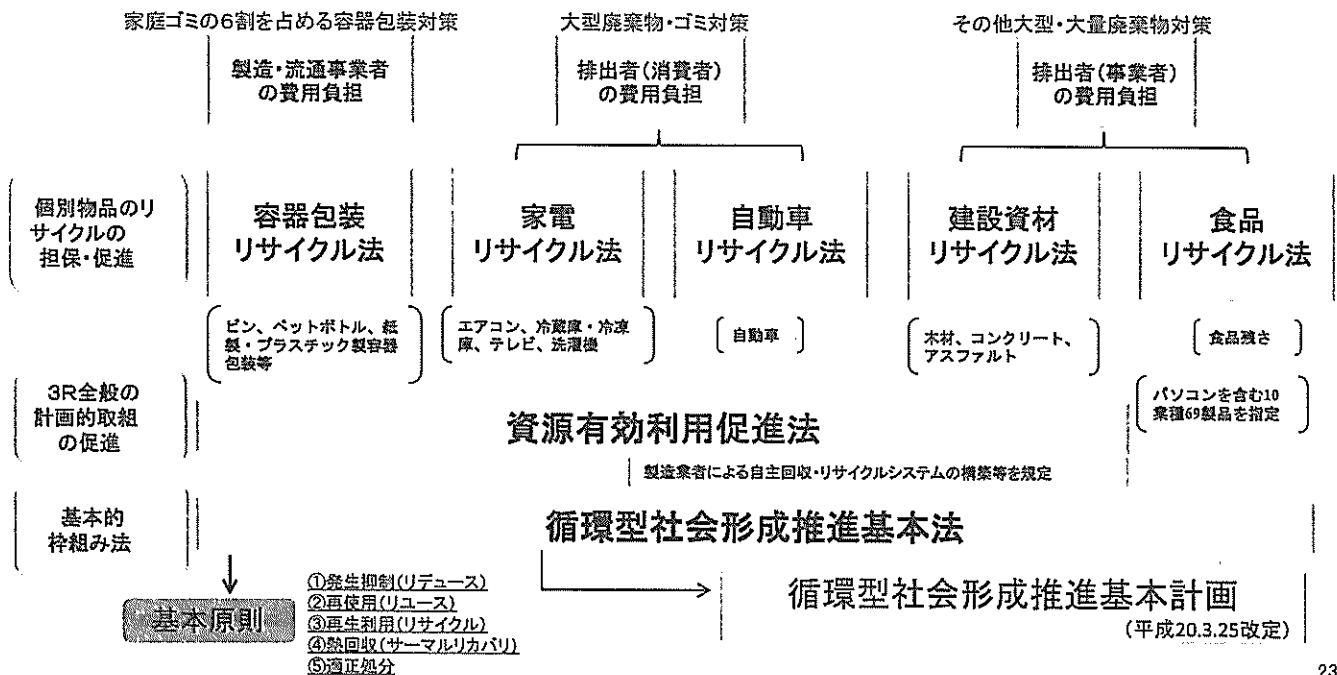 家庭ゴミの6割を占める容器包装対策
大型廃棄物・ゴミ対策
その他大型・大量廃棄物対策
製造・流通事業者
の費用負担
排出者(消費者)
の費用負担
排出者(事業者)
の費用負担
個別物品のリ
サイクルの
担保・促進
容器包装
リサイクル法
家電
リサイクル法
自動車
リサイクル法
建設資材
リサイクル法
食品
リサイクル法
ビン、ペットボトル、紙
製・プラスチック製容器
包装等
エアコン、冷蔵庫・冷凍
庫、テレビ、洗濯機
自動車
木材、コンクリート、
アスファルト
食品残さ
3R全般の
計画的取組
の促進
資源有効利用促進法
パソコンを含む10
業種69製品を指定
製造業者による自主回収・リサイクルシステムの構築等を規定
基本的
枠組み法
循環型社会形成推進基本法
基本原則
①発生抑制(リデュース)
②再使用(リユース)
③再生利用(リサイクル)
④熱回収(サーマルリカバリ)
⑤適正処分
循環型社会形成推進基本計画
(平成20.3.25改定)
23